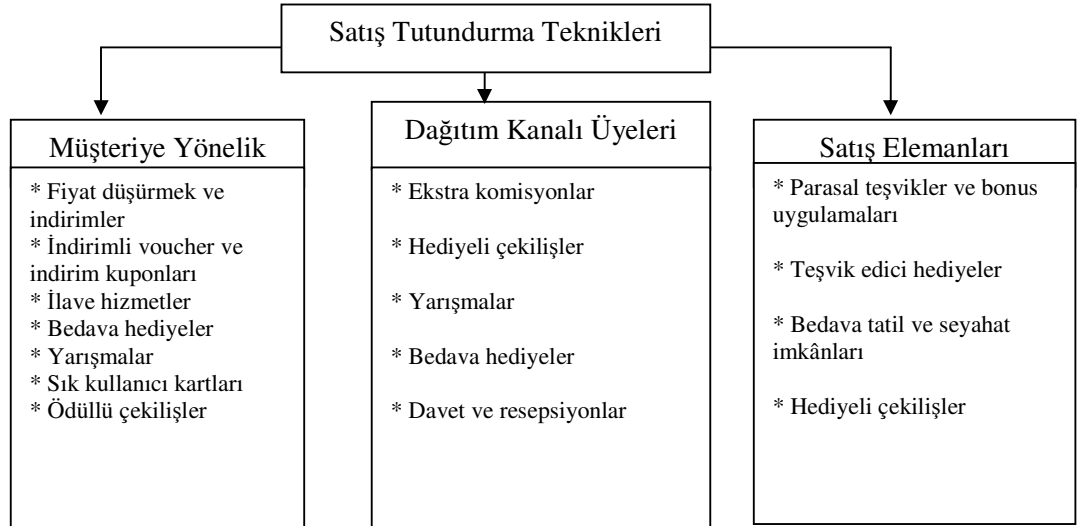 Satış Tutundurma Teknikleri
Müşteriye Yönelik
* Fiyat düşürmek ve
indirimler
* İndirimli voucher ve
indirim kuponları
* İlave hizmetler
* Bedava hediyeler
* Yarışmalar
* Sık kullanıcı kartları
* Ödüllü çekilişler
Dağıtım Kanalı Üyeleri
* Ekstra komisyonlar
* Hediyeli çekilişler
* Yarışmalar
* Bedava hediyeler
* Davet ve resepsiyonlar
Satış Elemanları
* Parasal teşvikler ve bonus
uygulamaları
* Teşvik edici hediyeler
* Bedava tatil ve seyahat
imkânları
* Hediyeli çekilişler